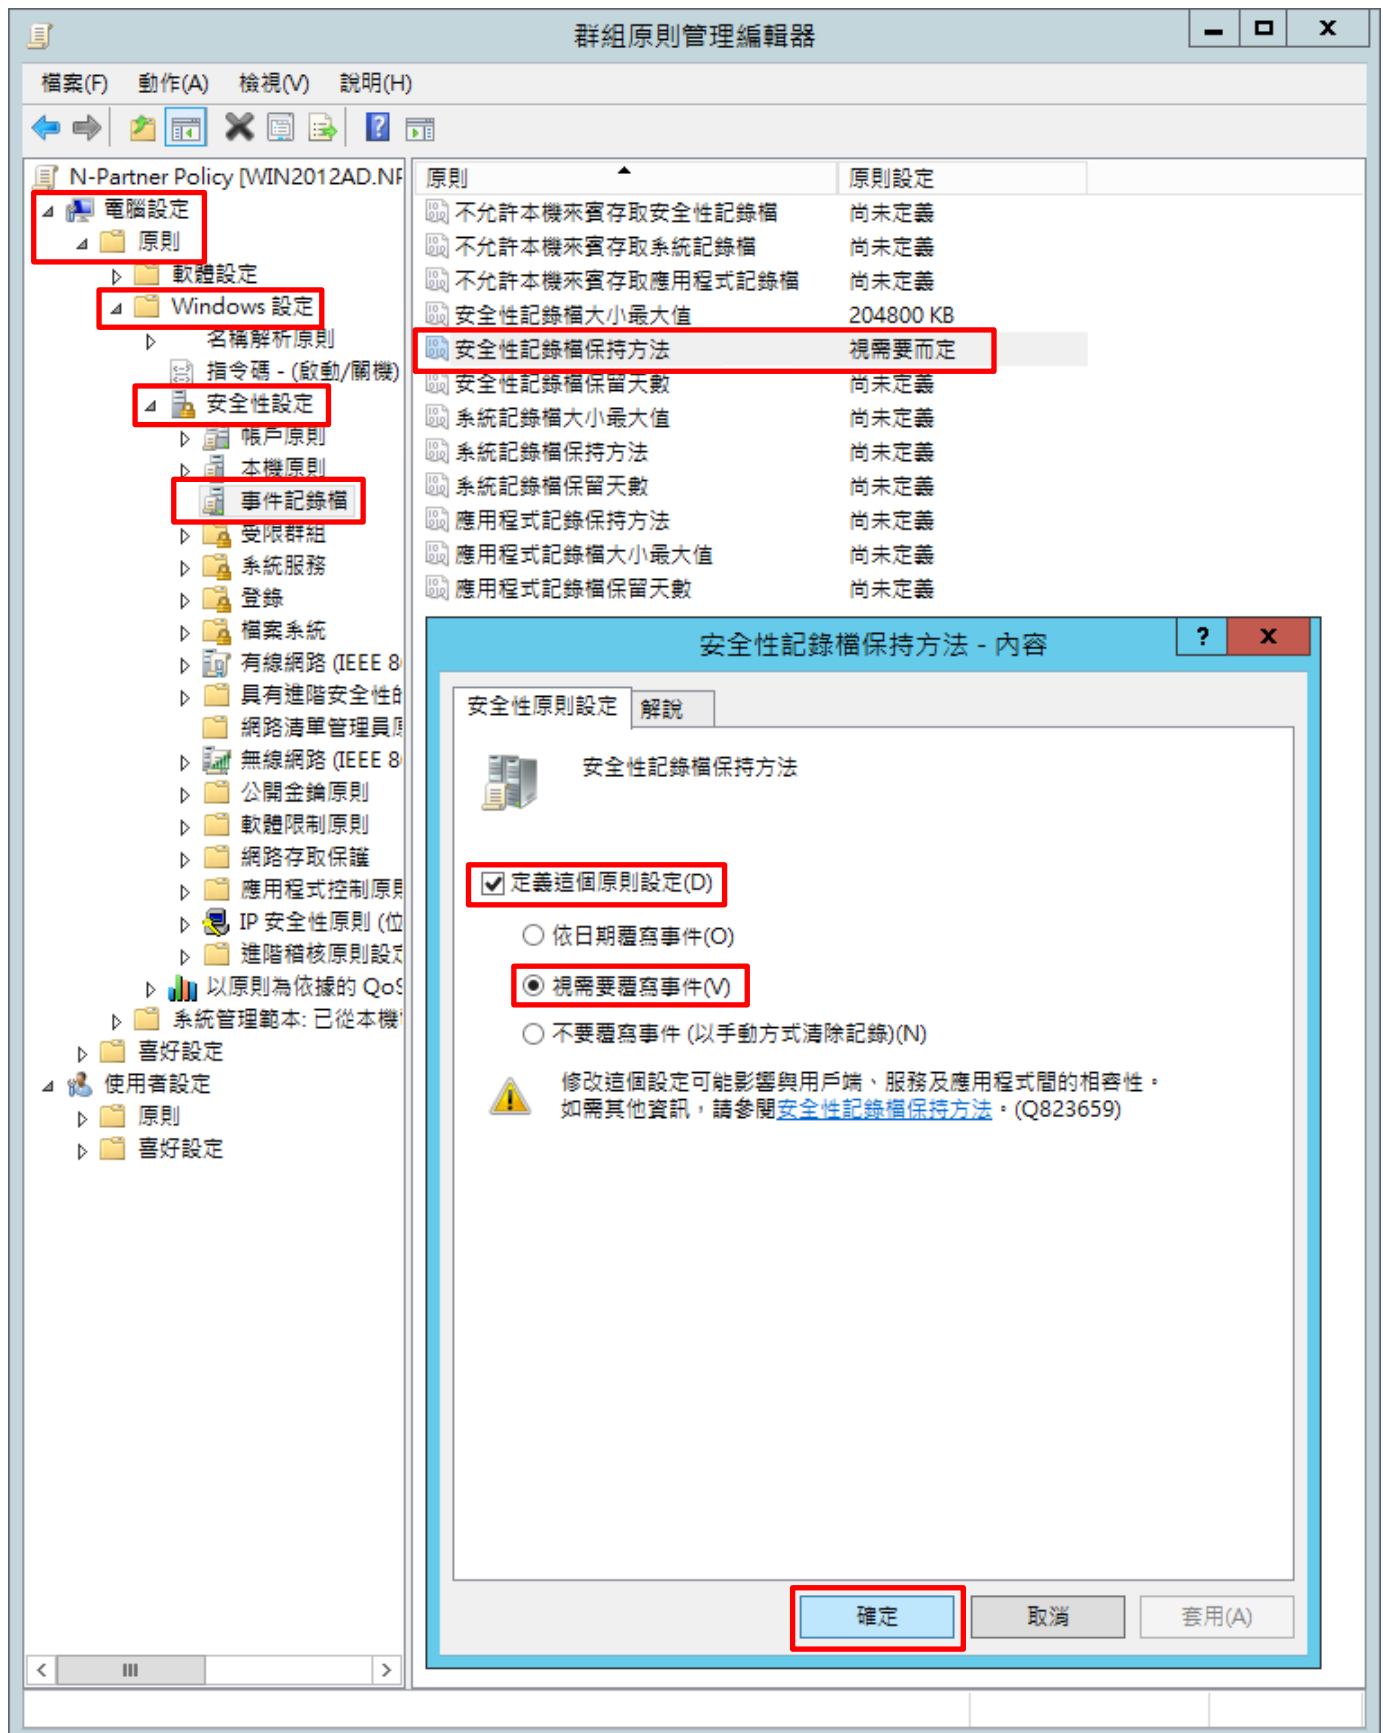 群組原則管理編輯器
檔案(F) 動作(A) 檢視(V) 說明(H)
N-Partner Policy [WIN2012AD.NP
電腦設定
原則
軟體設定
Windows 設定
名稱解析原則
指令碼 - (啟動/關機)
安全性設定
帳戶原則
本機原則
事件記錄檔
受限群組
系統服務
登錄
檔案系統
有線網路 (IEEE 8
具有進階安全性的
網路清單管理員原
無線網路 (IEEE 8
公開金鑰原則
軟體限制原則
網路存取保護
應用程式控制原則
IP 安全性原則 (位
進階稽核原則設定
以原則為依據的 QoS
系統管理範本: 已從本機
喜好設定
使用者設定
原則
喜好設定
原則 原則設定
不允許本機來賓存取安全性記錄檔 尚未定義
不允許本機來賓存取系統記錄檔 尚未定義
不允許本機來賓存取應用程式記錄檔 尚未定義
安全性記錄檔大小最大值 204800 KB
安全性記錄檔保持方法 視需要而定
安全性記錄檔保留天數 尚未定義
系統記錄檔大小最大值 尚未定義
系統記錄檔保持方法 尚未定義
系統記錄檔保留天數 尚未定義
應用程式記錄保持方法 尚未定義
應用程式記錄檔大小最大值 尚未定義
應用程式記錄檔保留天數 尚未定義
安全性記錄檔保持方法 - 內容
安全性原則設定 解說
安全性記錄檔保持方法
定義這個原則設定(D)
依日期覆寫事件(O)
視需要覆寫事件(V)
不要覆寫事件 (以手動方式清除記錄)(N)
修改這個設定可能影響與用戶端、服務及應用程式間的相容性。
如需其他資訊，請參閱安全性記錄檔保持方法。(Q823659)
確定 取消 套用(A)